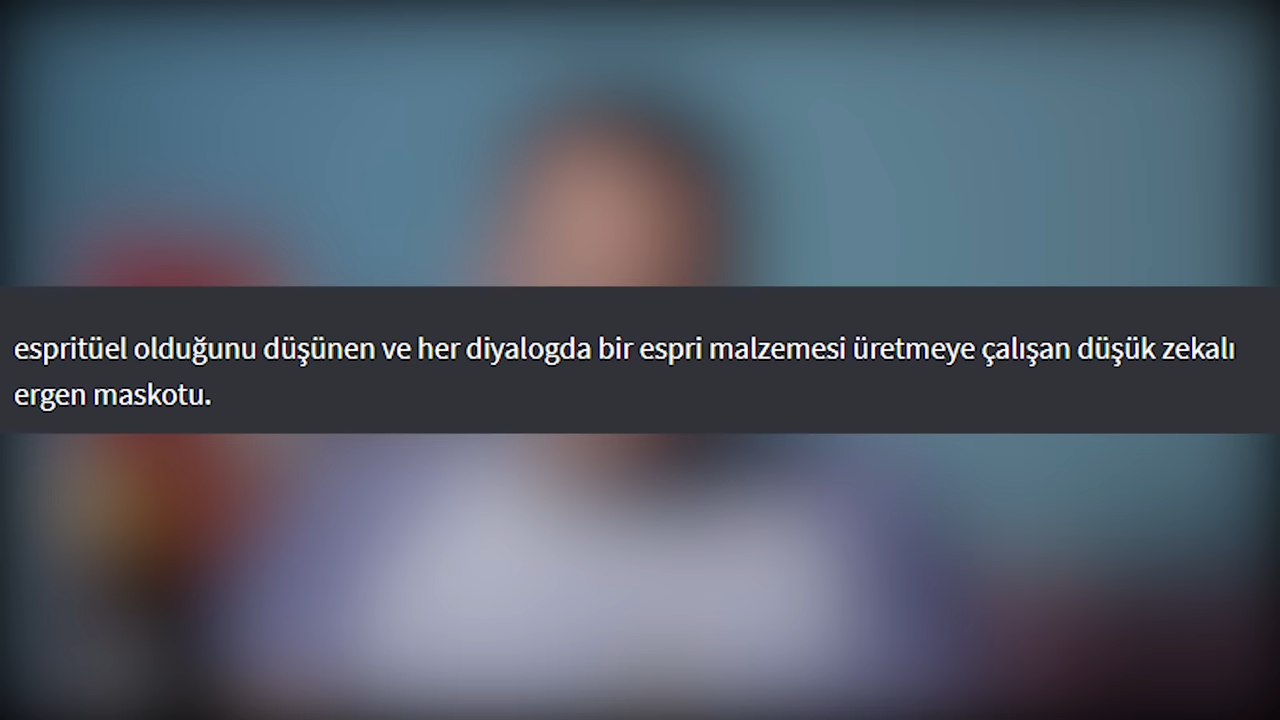 espritüel olduğunu düşünen ve her diyalogda bir espri malzemesi üretmeye çalışan düşük zekalı
ergen maskotu.